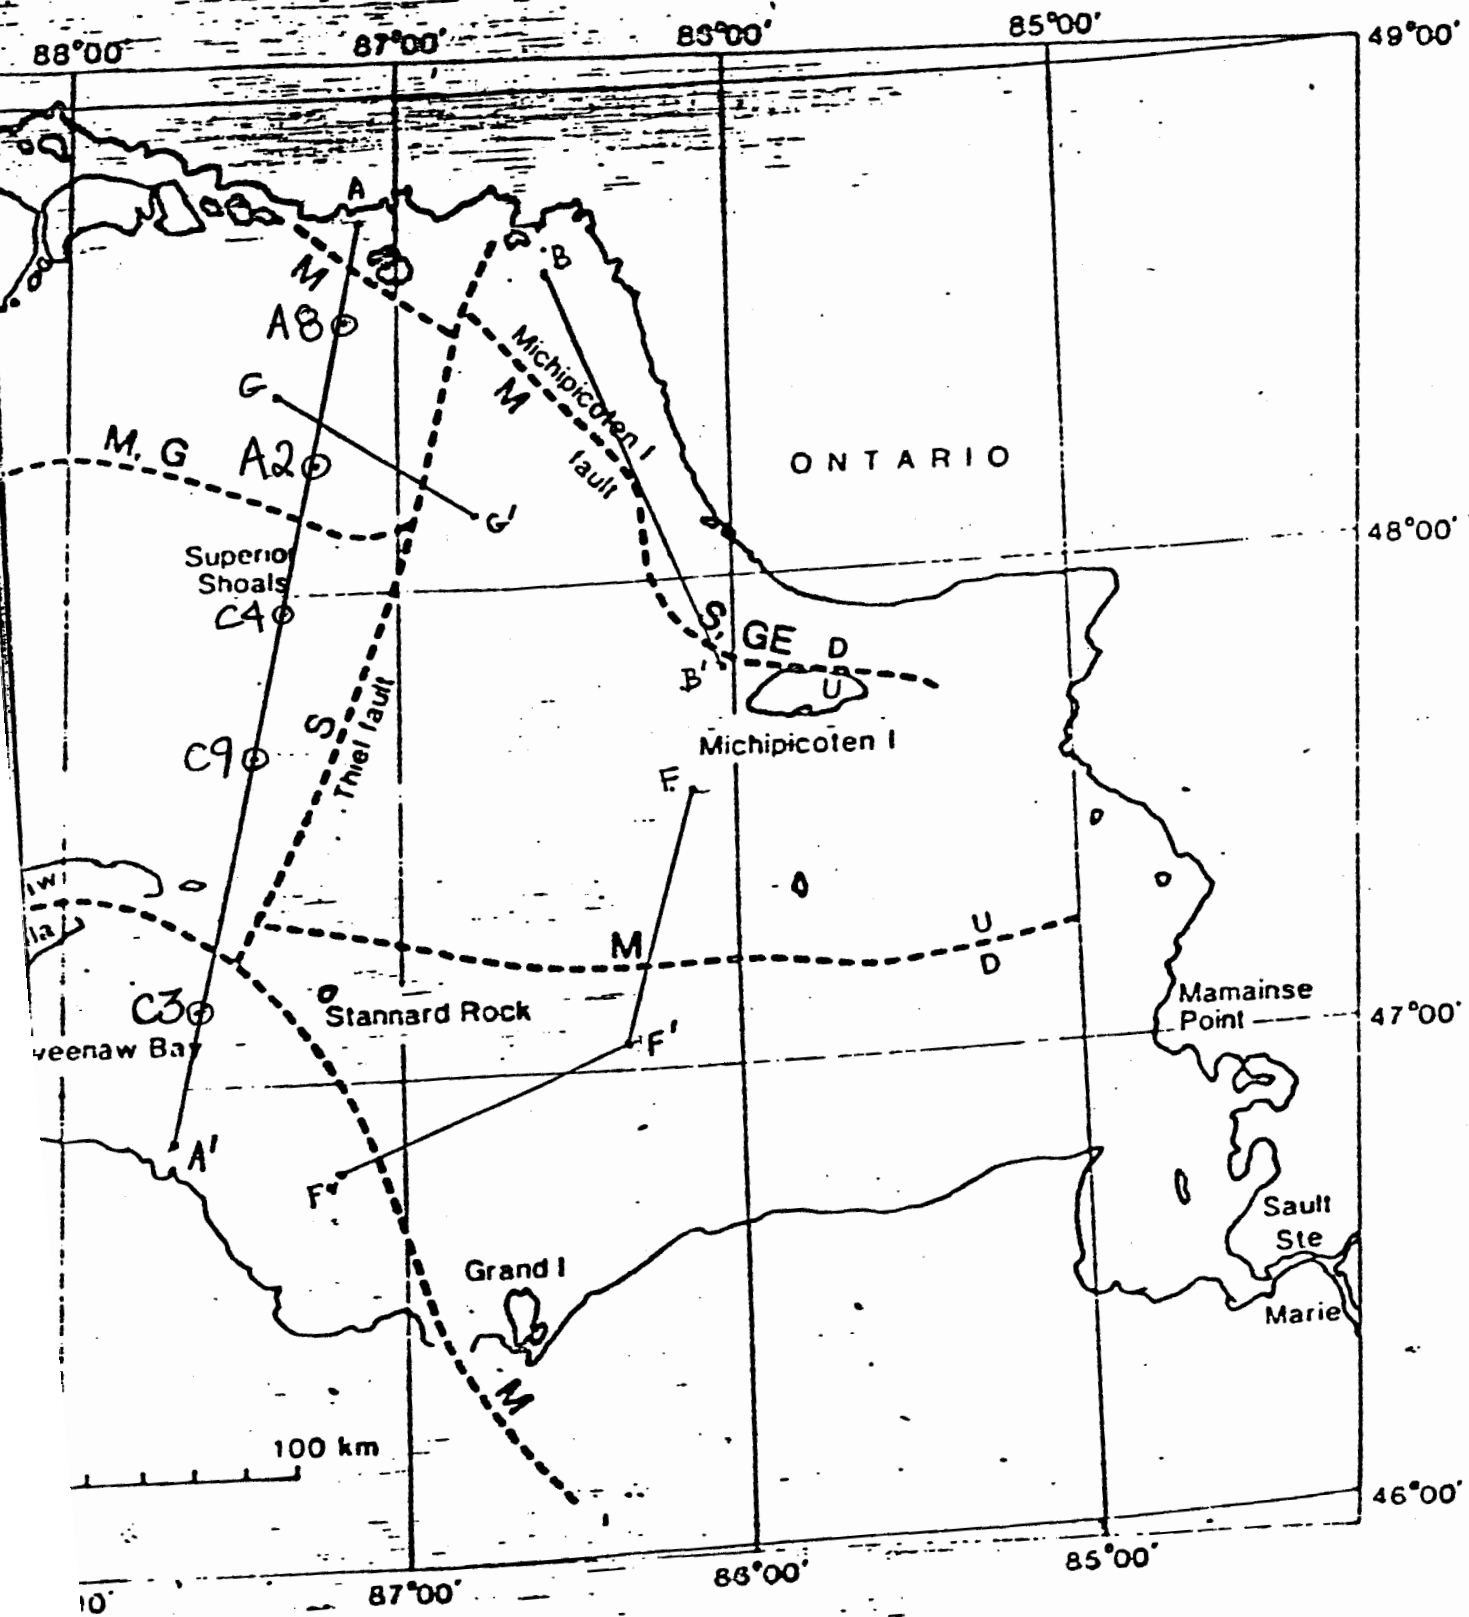 88°00'
87°00'
86°00'
85°00'
49°00'
A
B
M
A8
Michipicoten I
fault
M
G
G'
M, G
A2
ONTARIO
48°00'
Superior
Shoals
C4
S,
GE
D
U
B'
Michipicoten I
S
Thiel fault
C9
F
M
U
D
C3
Stannard Rock
F'
Mamainse
Point
47°00'
weenaw Bay
A'
F"
Grand I
Sault
Ste
Marie
M
100 km
46°00'
87°00'
86°00'
85°00'